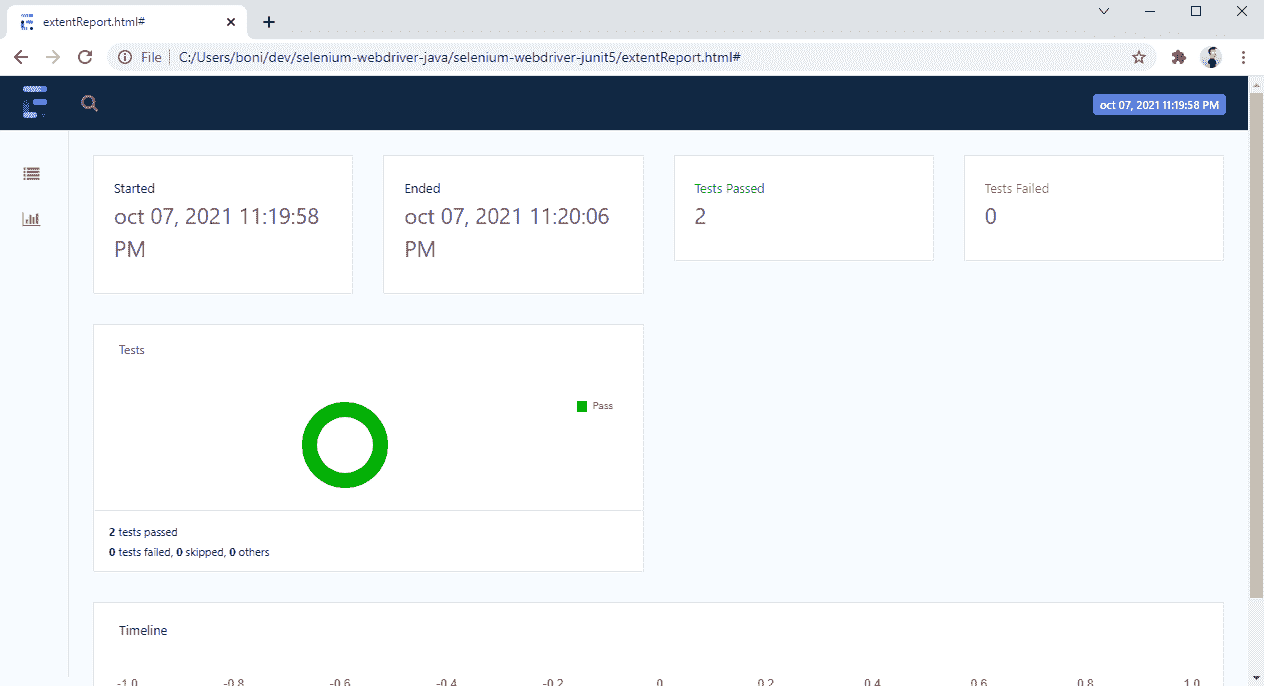 extentReport.html#
File
C:/Users/boni/dev/selenium-webdriver-java/selenium-webdriver-junit5/extentReport.html#
oct 07, 2021 11:19:58 PM
Started
oct 07, 2021 11:19:58
PM
Ended
oct 07, 2021 11:20:06
PM
Tests Passed
2
Tests Failed
0
Tests
Pass
2 tests passed
0 tests failed, 0 skipped, 0 others
Timeline
-1.0 -0.8 -0.6 -0.4 -0.2 0 0.2 0.4 0.6 0.8 1.0